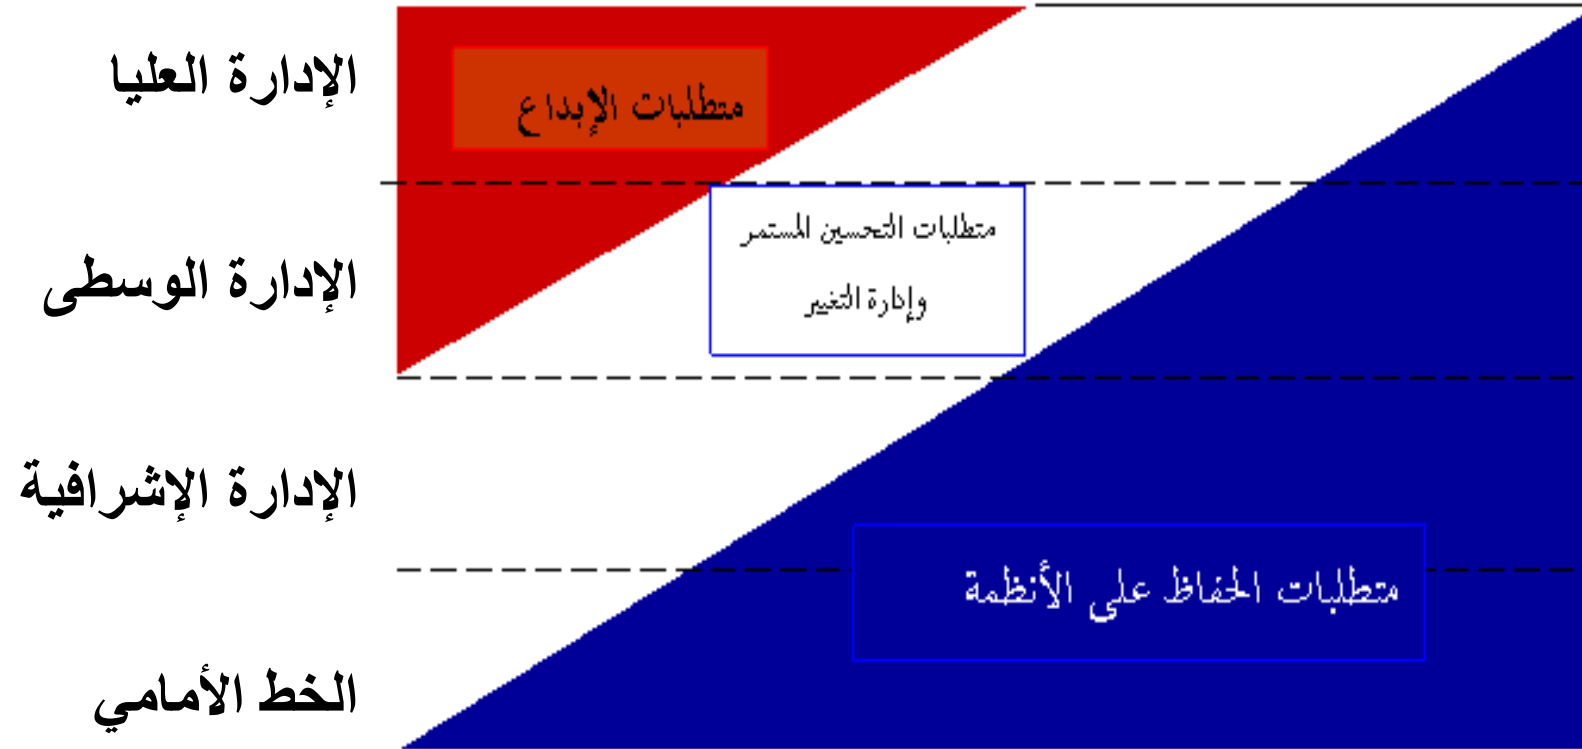 الإدارة العليا
متطلبات الإبداع
الإدارة الوسطى
متطلبات التحسين المستمر
وإدارة التغيير
الإدارة الإشرافية
متطلبات الحفاظ على الأنظمة
الخط الأمامي